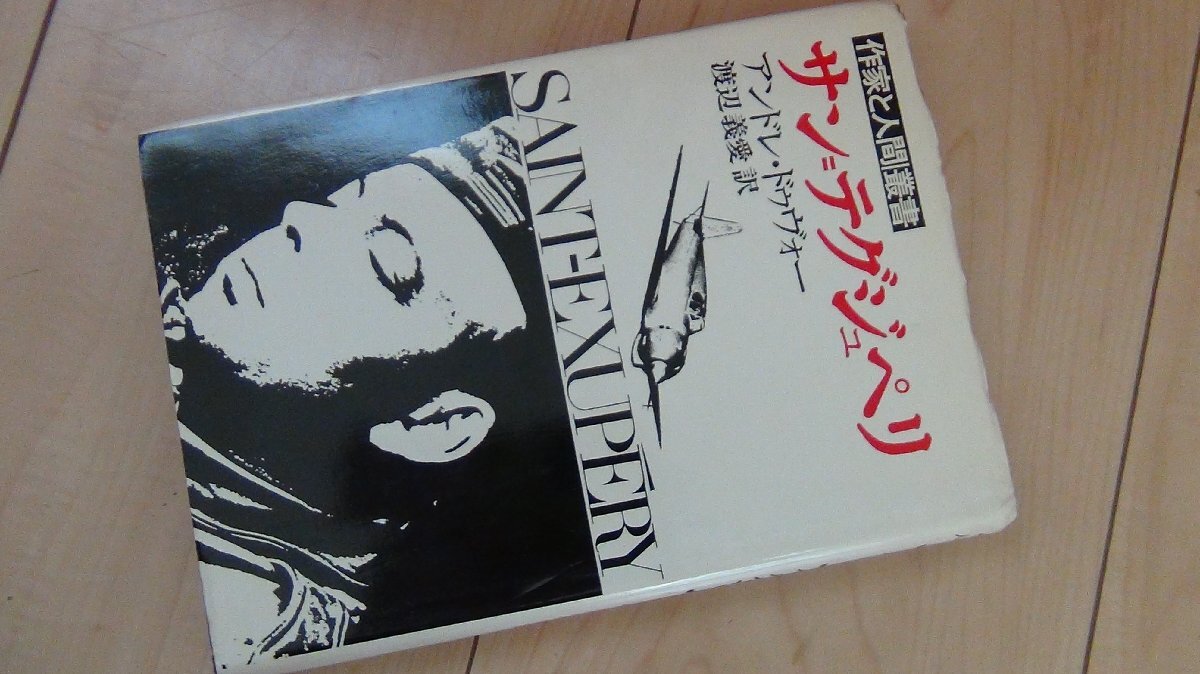 作家と人間叢書
サン=テグジュペリ
アンドレ・ドゥヴォー
渡辺義愛 訳
SAINT-EXUPÉRY